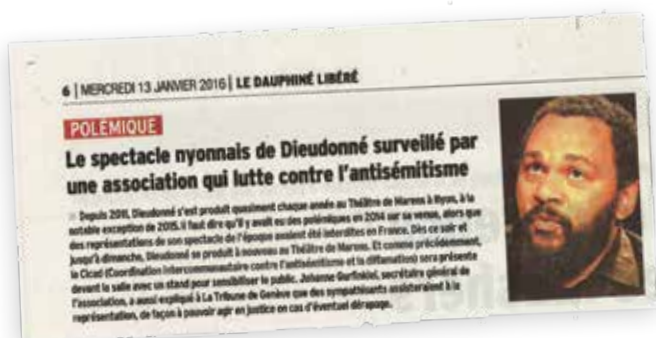 6 | MERCREDI 13 JANVIER 2016 | LE DAUPHINÉ LIBÉRÉ
POLÉMIQUE
Le spectacle nyonnais de Dieudonné surveillé par
une association qui lutte contre l'antisémitisme
Depuis 2011, Dieudonné s'est produit quasiment chaque année au Théâtre de Marens à Nyon, à la
notable exception de 2015. Il faut dire qu'il y avait eu des polémiques en 2014 sur sa venue, alors que
des représentations de son spectacle de l'époque avaient été interdites en France. Dès ce soir et
jusqu'à dimanche, Dieudonné se produit à nouveau au Théâtre de Marens. Et comme précédemment,
la Cicad (Coordination intercommunautaire contre l'antisémitisme et la diffamation) sera présente
devant la salle avec un stand pour sensibiliser le public. Johanne Gurfinkiel, secrétaire général de
l'association, a aussi expliqué à La Tribune de Genève que des sympathisants assisteraient à la
représentation, de façon à pouvoir agir en justice en cas d'éventuel dérapage.